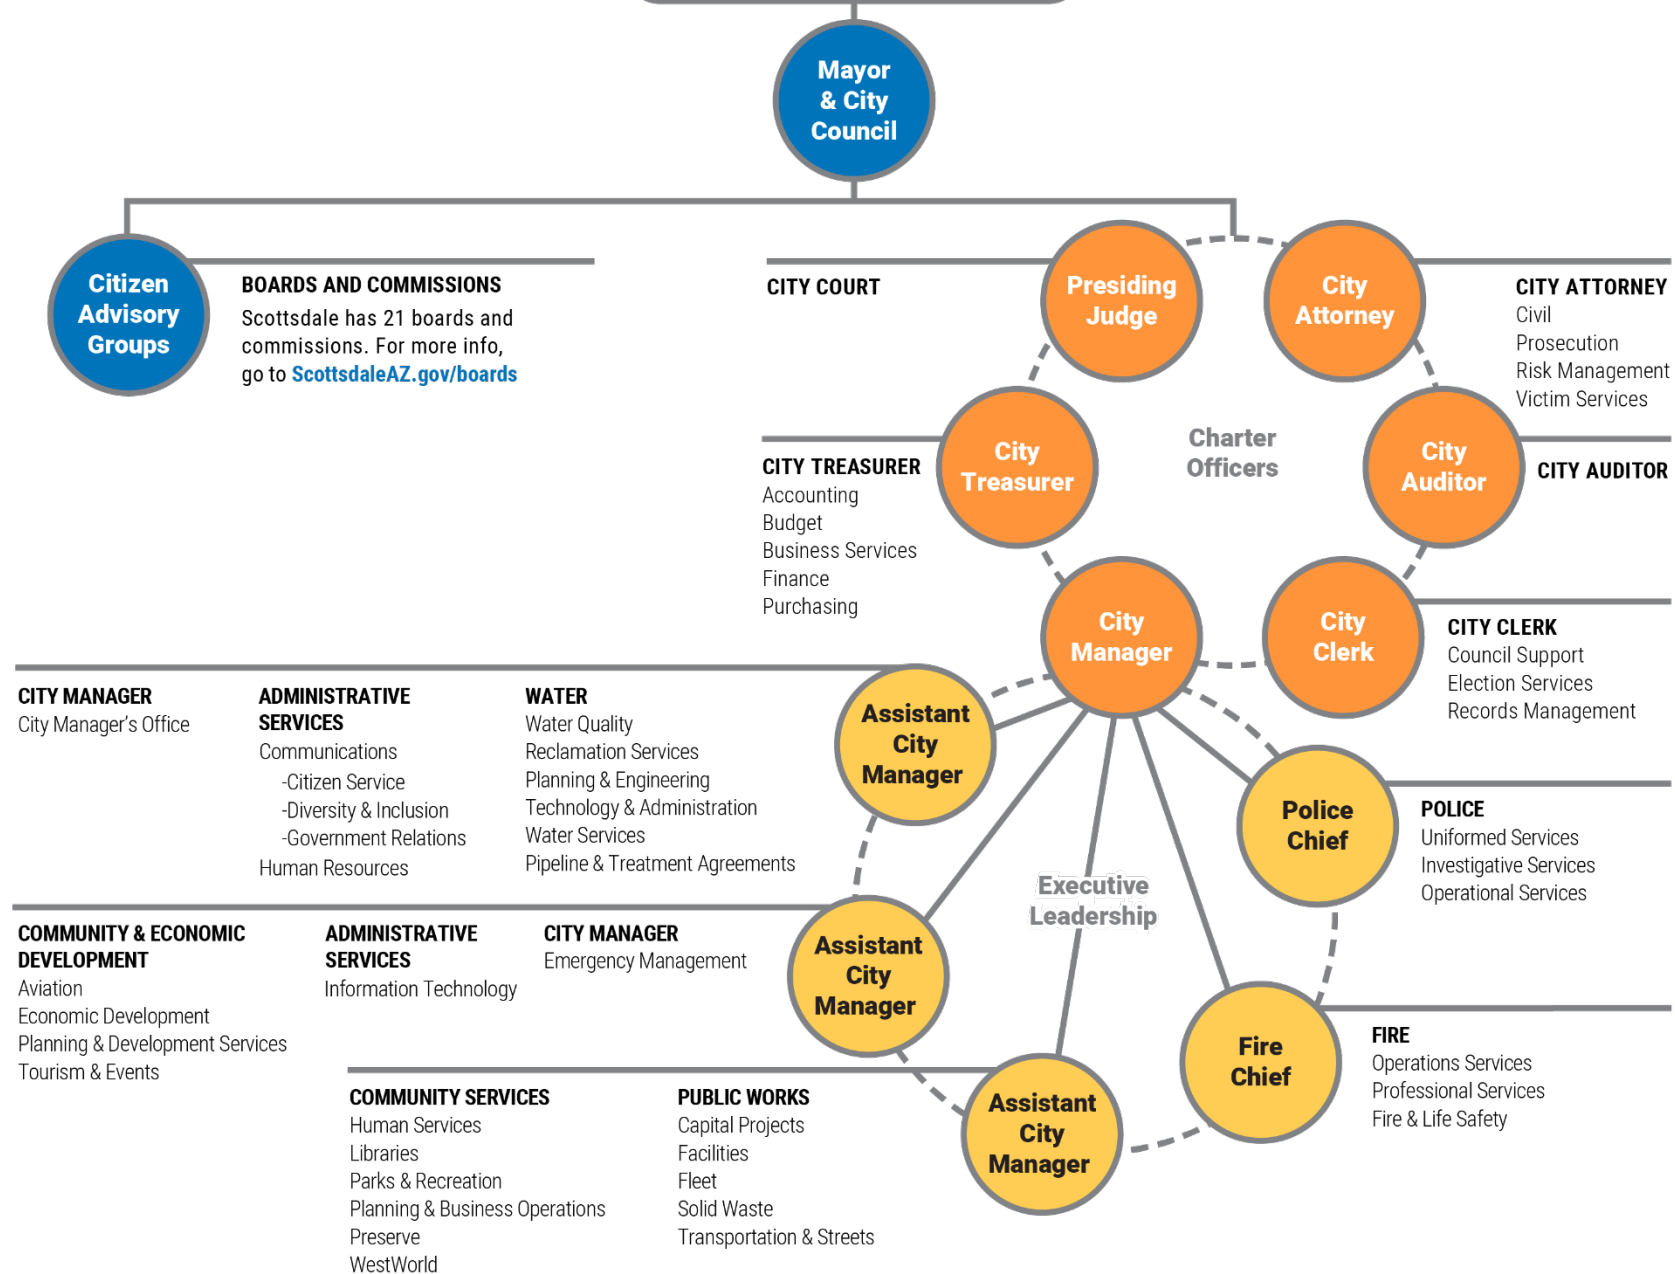 Mayor
& City
Council
Citizen
Advisory
Groups
BOARDS AND COMMISSIONS
Scottsdale has 21 boards and
commissions. For more info,
go to ScottsdaleAZ.gov/boards
CITY COURT
Presiding
Judge
City
Attorney
CITY ATTORNEY
Civil
Prosecution
Risk Management
Victim Services
CITY TREASURER
Accounting
Budget
Business Services
Finance
Purchasing
City
Treasurer
Charter
Officers
City
Auditor
CITY AUDITOR
City
Manager
City
Clerk
CITY CLERK
Council Support
Election Services
Records Management
CITY MANAGER
City Manager's Office
ADMINISTRATIVE
SERVICES
Communications
-Citizen Service
-Diversity & Inclusion
-Government Relations
Human Resources
WATER
Water Quality
Reclamation Services
Planning & Engineering
Technology & Administration
Water Services
Pipeline & Treatment Agreements
Assistant
City
Manager
Police
Chief
POLICE
Uniformed Services
Investigative Services
Operational Services
Executive
Leadership
COMMUNITY & ECONOMIC
DEVELOPMENT
Aviation
Economic Development
Planning & Development Services
Tourism & Events
ADMINISTRATIVE
SERVICES
Information Technology
CITY MANAGER
Emergency Management
Assistant
City
Manager
Fire
Chief
FIRE
Operations Services
Professional Services
Fire & Life Safety
COMMUNITY SERVICES
Human Services
Libraries
Parks & Recreation
Planning & Business Operations
Preserve
WestWorld
PUBLIC WORKS
Capital Projects
Facilities
Fleet
Solid Waste
Transportation & Streets
Assistant
City
Manager